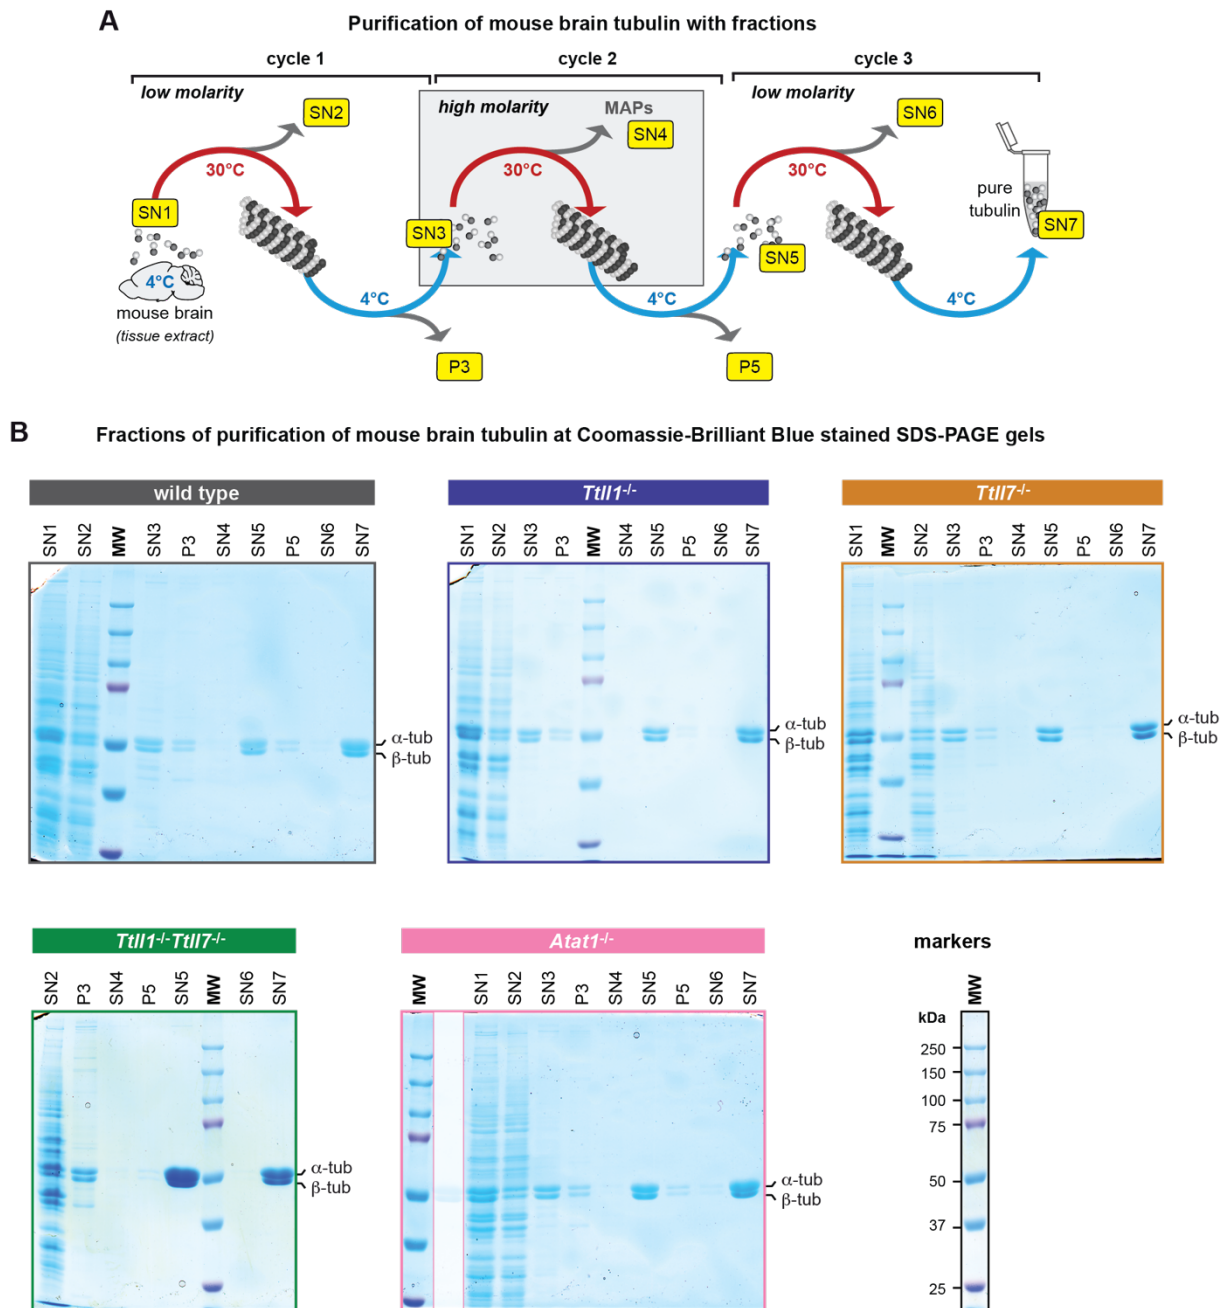 A
Purification of mouse brain tubulin with fractions
cycle 1
cycle 2
cycle 3
low molarity
high molarity
MAPs
low molarity
SN2
SN4
SN6
30°C
30°C
30°C
SN1
SN3
SN5
pure
tubulin
SN7
4°C
mouse brain
(tissue extract)
4°C
4°C
4°C
P3
P5
B
Fractions of purification of mouse brain tubulin at Coomassie-Brilliant Blue stained SDS-PAGE gels
wild type
SN1 SN2 MW SN3 P3 SN4 SN5 P5 SN6 SN7
α-tub
β-tub
Ttll1-/-
SN1 SN2 SN3 P3 MW SN4 SN5 P5 SN6 SN7
α-tub
β-tub
Ttll7-/-
SN1 MW SN2 SN3 P3 SN4 SN5 P5 SN6 SN7
α-tub
β-tub
Ttll1-/-Ttll7-/-
SN2 P3 SN4 P5 SN5 MW SN6 SN7
α-tub
β-tub
Atat1-/-
MW SN1 SN2 SN3 P3 SN4 SN5 P5 SN6 SN7
α-tub
β-tub
markers
MW
kDa
250
150
100
75
50
37
25